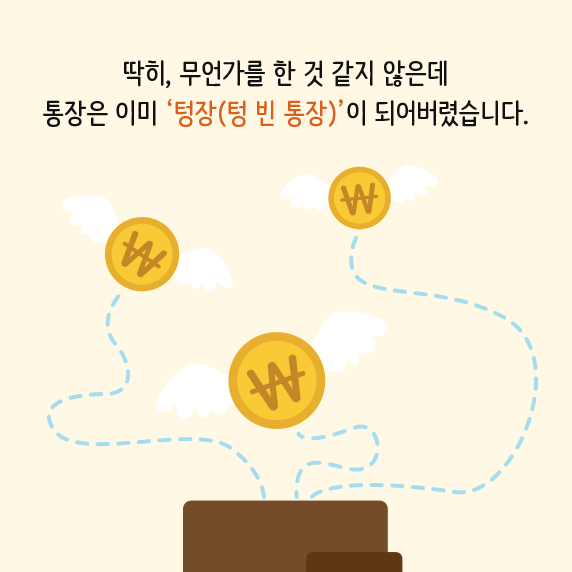 딱히, 무언가를 한 것 같지 않은데
통장은 이미 ‘텅장(텅 빈 통장)’이 되어버렸습니다.
₩
₩
₩